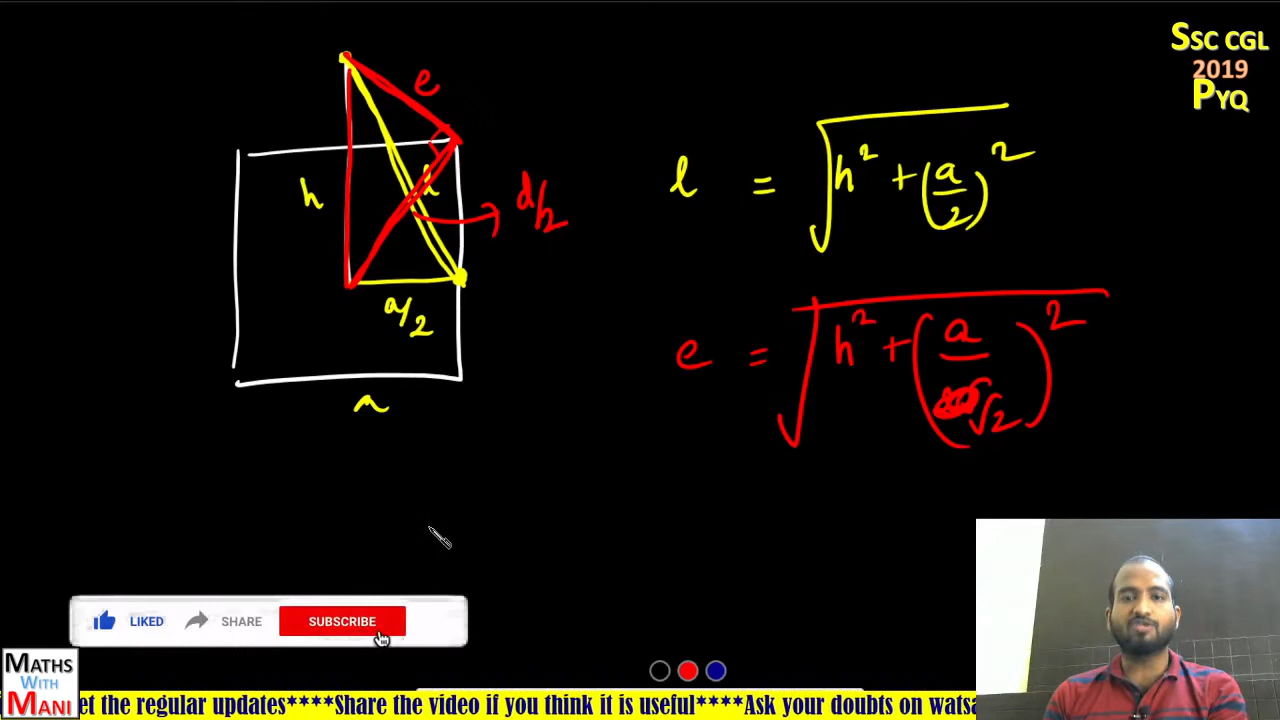 SSC CGL
2019
PYQ
e
h
l
d/2
a/2
a
l = √(h² + (a/2)²)
e = √(h² + (a/√2)²)
LIKED
SHARE
SUBSCRIBE
MATHS
WITH
MANI
et the regular updates****Share the video if you think it is useful****Ask your doubts on watsa